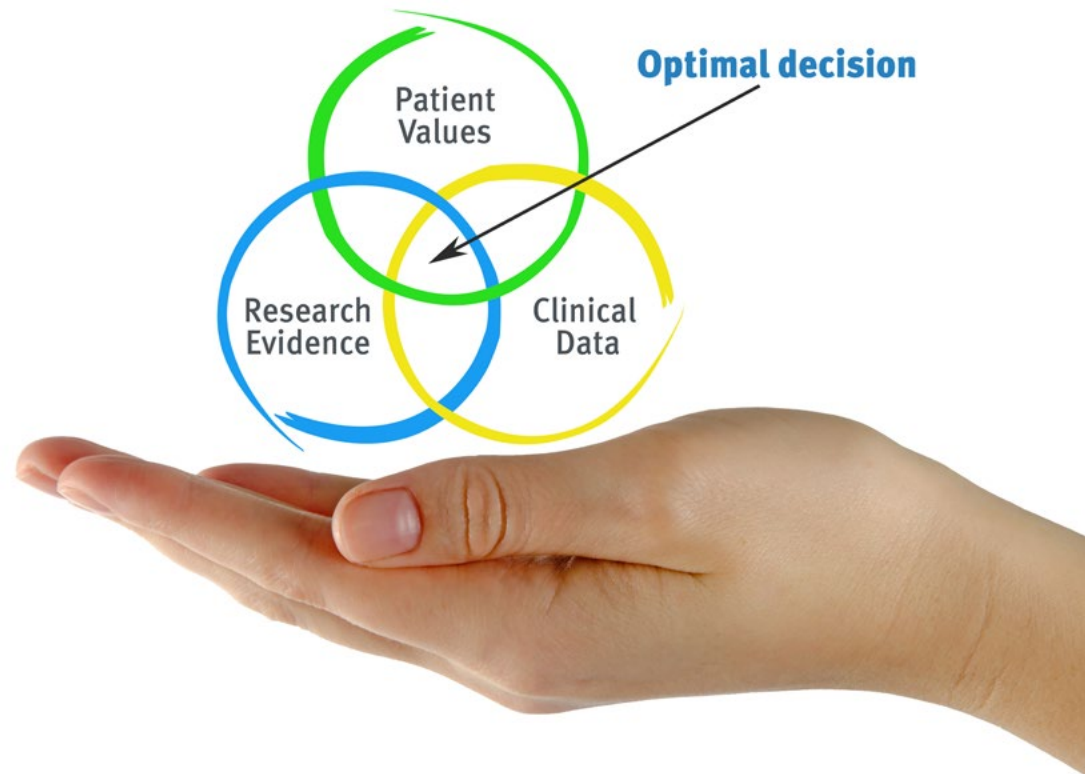 Optimal decision
Patient
Values
Research
Evidence
Clinical
Data